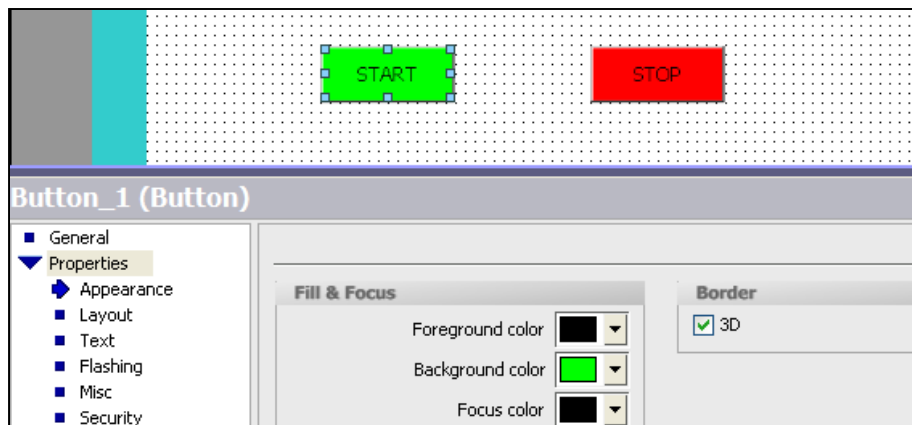 START
STOP
Button_1 (Button)
General
Properties
Appearance
Layout
Text
Flashing
Misc
Security
Fill & Focus
Foreground color
Background color
Focus color
Border
3D